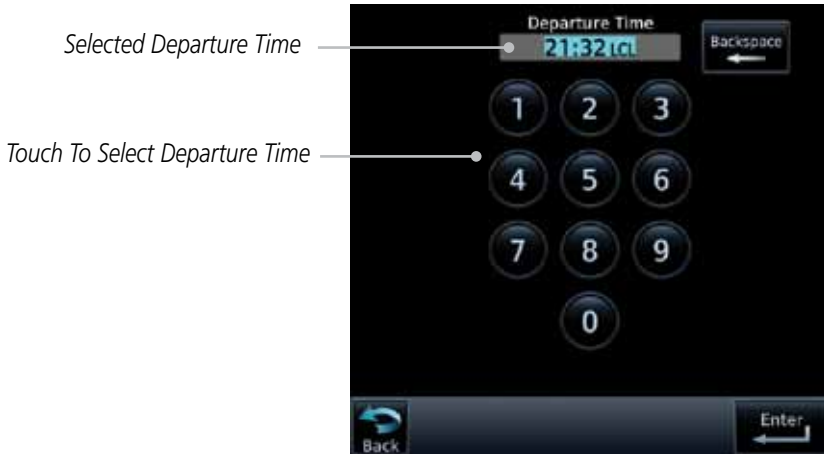 Departure Time
Selected Departure Time
21:32 LCL
Backspace
1 2 3
Touch To Select Departure Time
4 5 6
7 8 9
0
Back
Enter